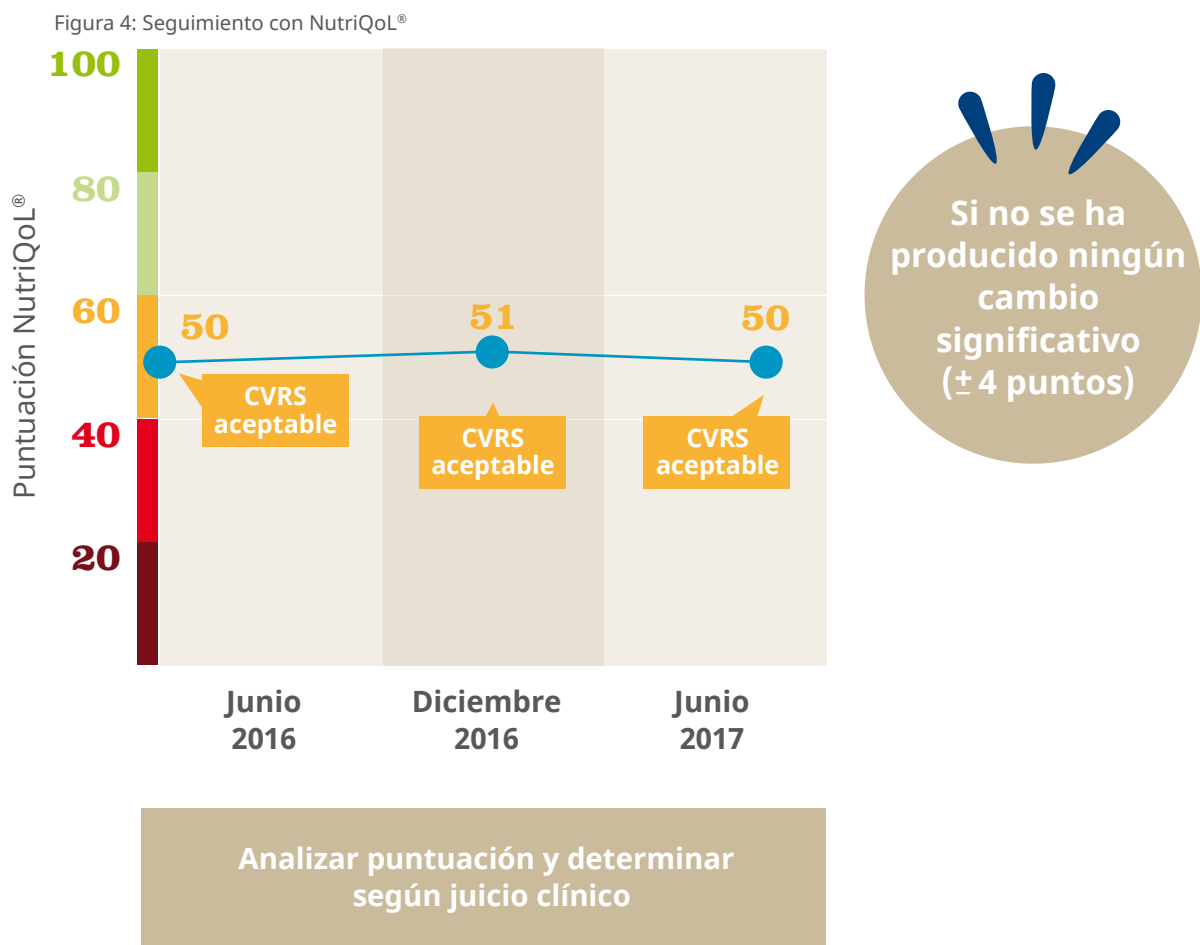 Figura 4: Seguimiento con NutriQoL®
Puntuación NutriQoL®
100
80
60
40
20
50
51
50
CVRS
aceptable
CVRS
aceptable
CVRS
aceptable
Junio
2016
Diciembre
2016
Junio
2017
Si no se ha
producido ningún
cambio
significativo
(± 4 puntos)
Analizar puntuación y determinar
según juicio clínico